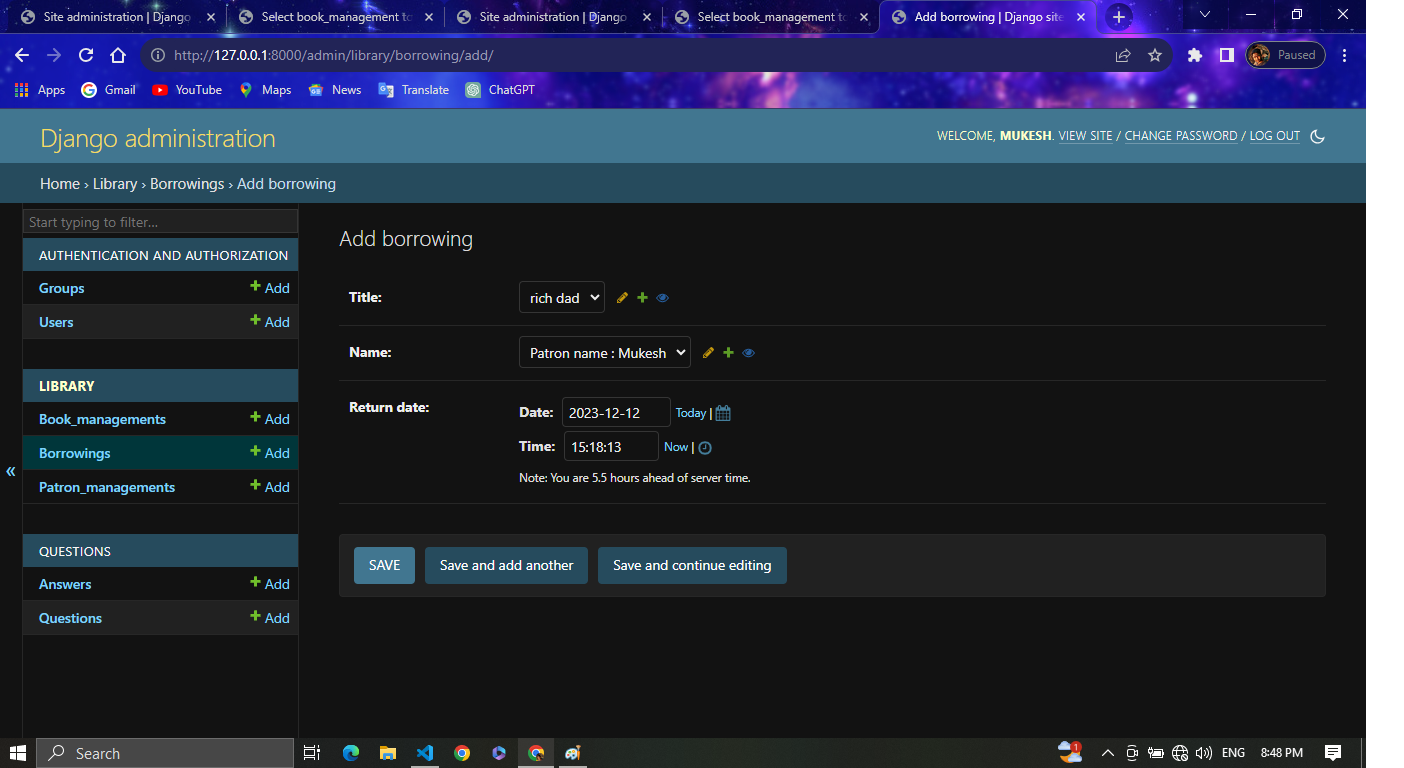 Site administration | Django
Select book_management to
Site administration | Django
Select book_management to
Add borrowing | Django site
http://127.0.0.1:8000/admin/library/borrowing/add/
Paused
Apps
Gmail
YouTube
Maps
News
Translate
ChatGPT
Django administration
WELCOME, MUKESH. VIEW SITE / CHANGE PASSWORD / LOG OUT
Home › Library › Borrowings › Add borrowing
Start typing to filter...
AUTHENTICATION AND AUTHORIZATION
Groups + Add
Users + Add
LIBRARY
Book_managements + Add
Borrowings + Add
Patron_managements + Add
QUESTIONS
Answers + Add
Questions + Add
«
Add borrowing
Title: rich dad
Name: Patron name : Mukesh
Return date: Date: 2023-12-12 Today |
Time: 15:18:13 Now |
Note: You are 5.5 hours ahead of server time.
SAVE
Save and add another
Save and continue editing
Search
1
ENG
8:48 PM